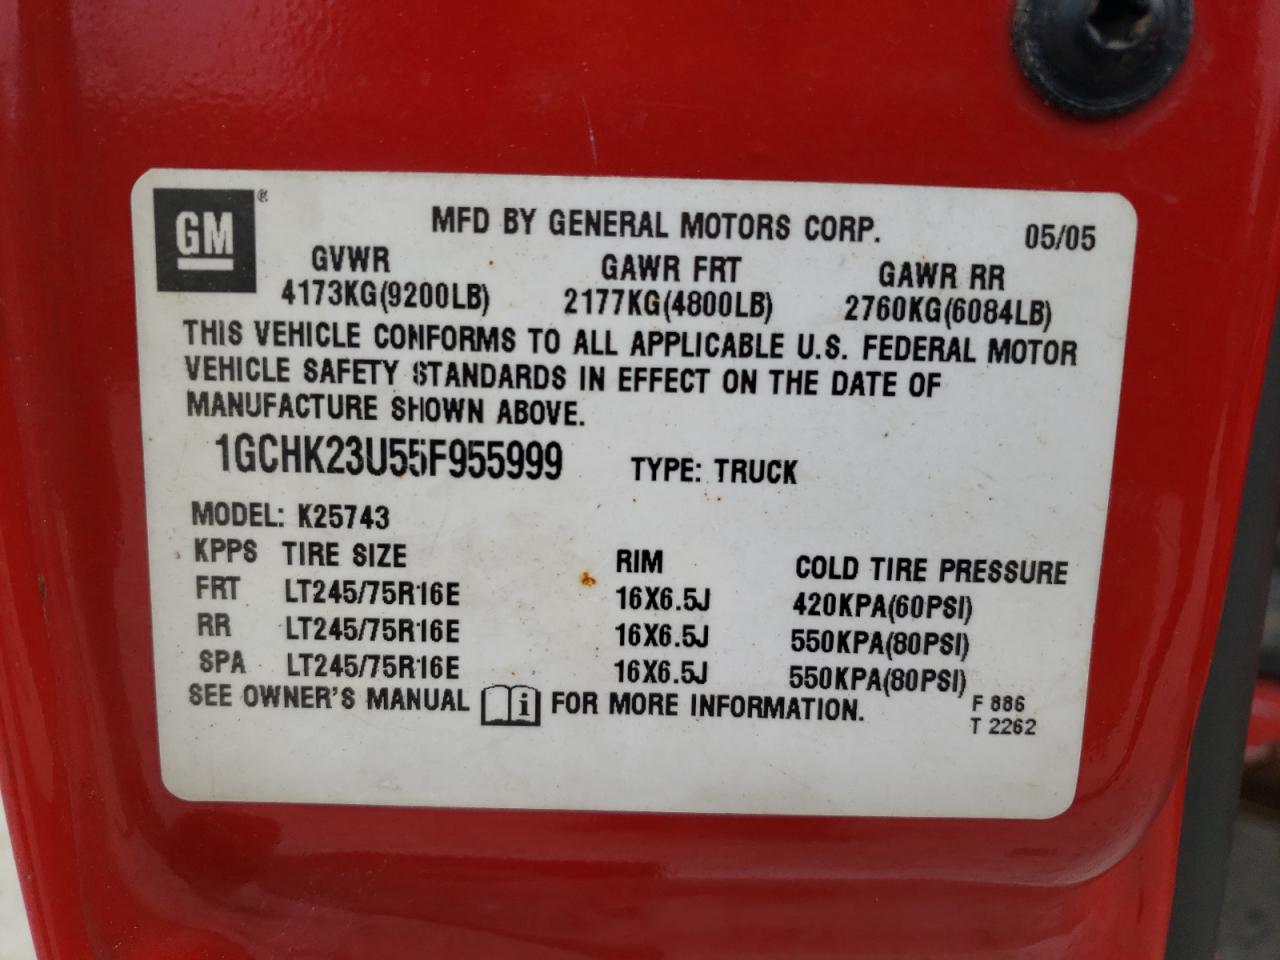 GM ®
MFD BY GENERAL MOTORS CORP. 05/05
GVWR GAWR FRT GAWR RR
4173KG(9200LB) 2177KG(4800LB) 2760KG(6084LB)
THIS VEHICLE CONFORMS TO ALL APPLICABLE U.S. FEDERAL MOTOR
VEHICLE SAFETY STANDARDS IN EFFECT ON THE DATE OF
MANUFACTURE SHOWN ABOVE.
1GCHK23U55F955999 TYPE: TRUCK
MODEL: K25743
KPPS TIRE SIZE RIM COLD TIRE PRESSURE
FRT LT245/75R16E 16X6.5J 420KPA(60PSI)
RR LT245/75R16E 16X6.5J 550KPA(80PSI)
SPA LT245/75R16E 16X6.5J 550KPA(80PSI)
SEE OWNER'S MANUAL i FOR MORE INFORMATION. F 886
T 2262